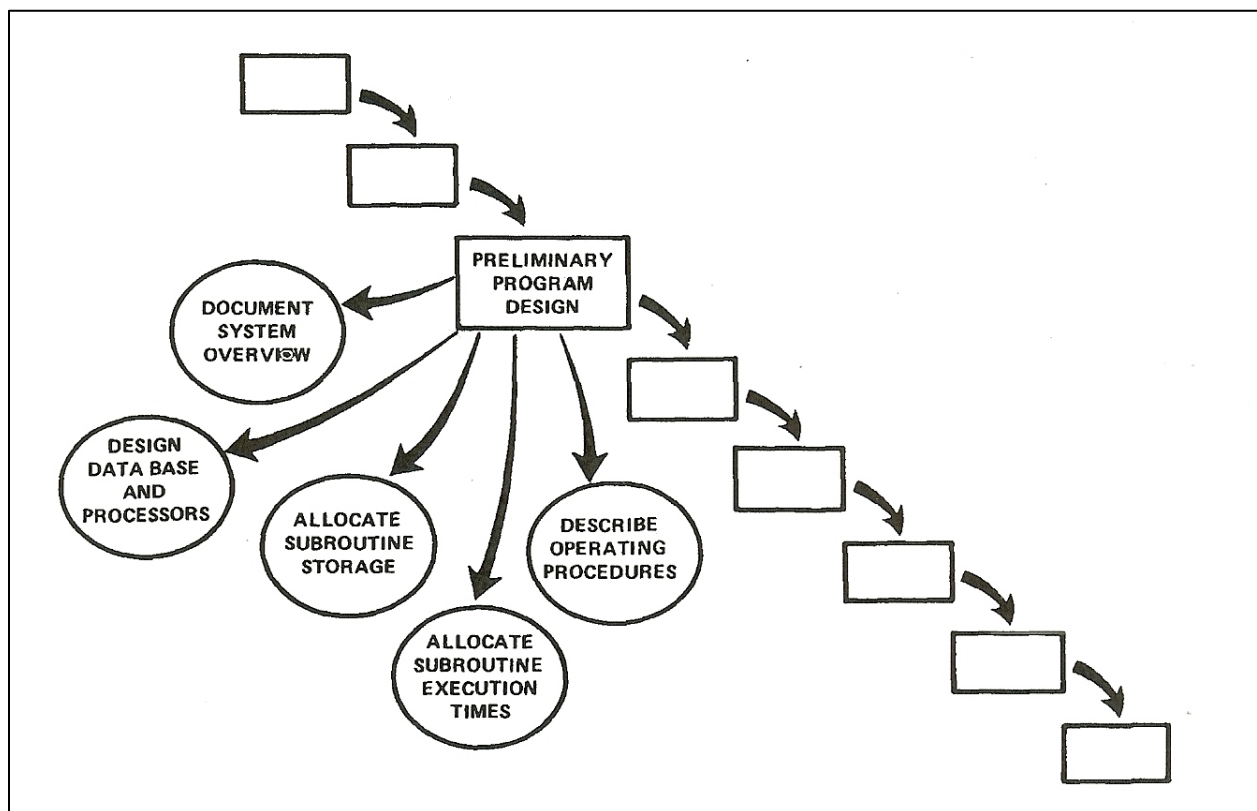 PRELIMINARY
PROGRAM
DESIGN
DOCUMENT
SYSTEM
OVERVIEW
DESIGN
DATA BASE
AND
PROCESSORS
ALLOCATE
SUBROUTINE
STORAGE
DESCRIBE
OPERATING
PROCEDURES
ALLOCATE
SUBROUTINE
EXECUTION
TIMES